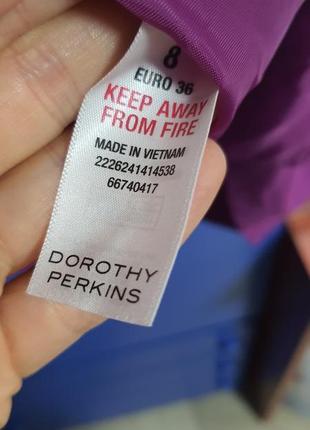 8
EURO 36
KEEP AWAY
FROM FIRE
MADE IN VIETNAM
2226241414538
66740417
DOROTHY
PERKINS